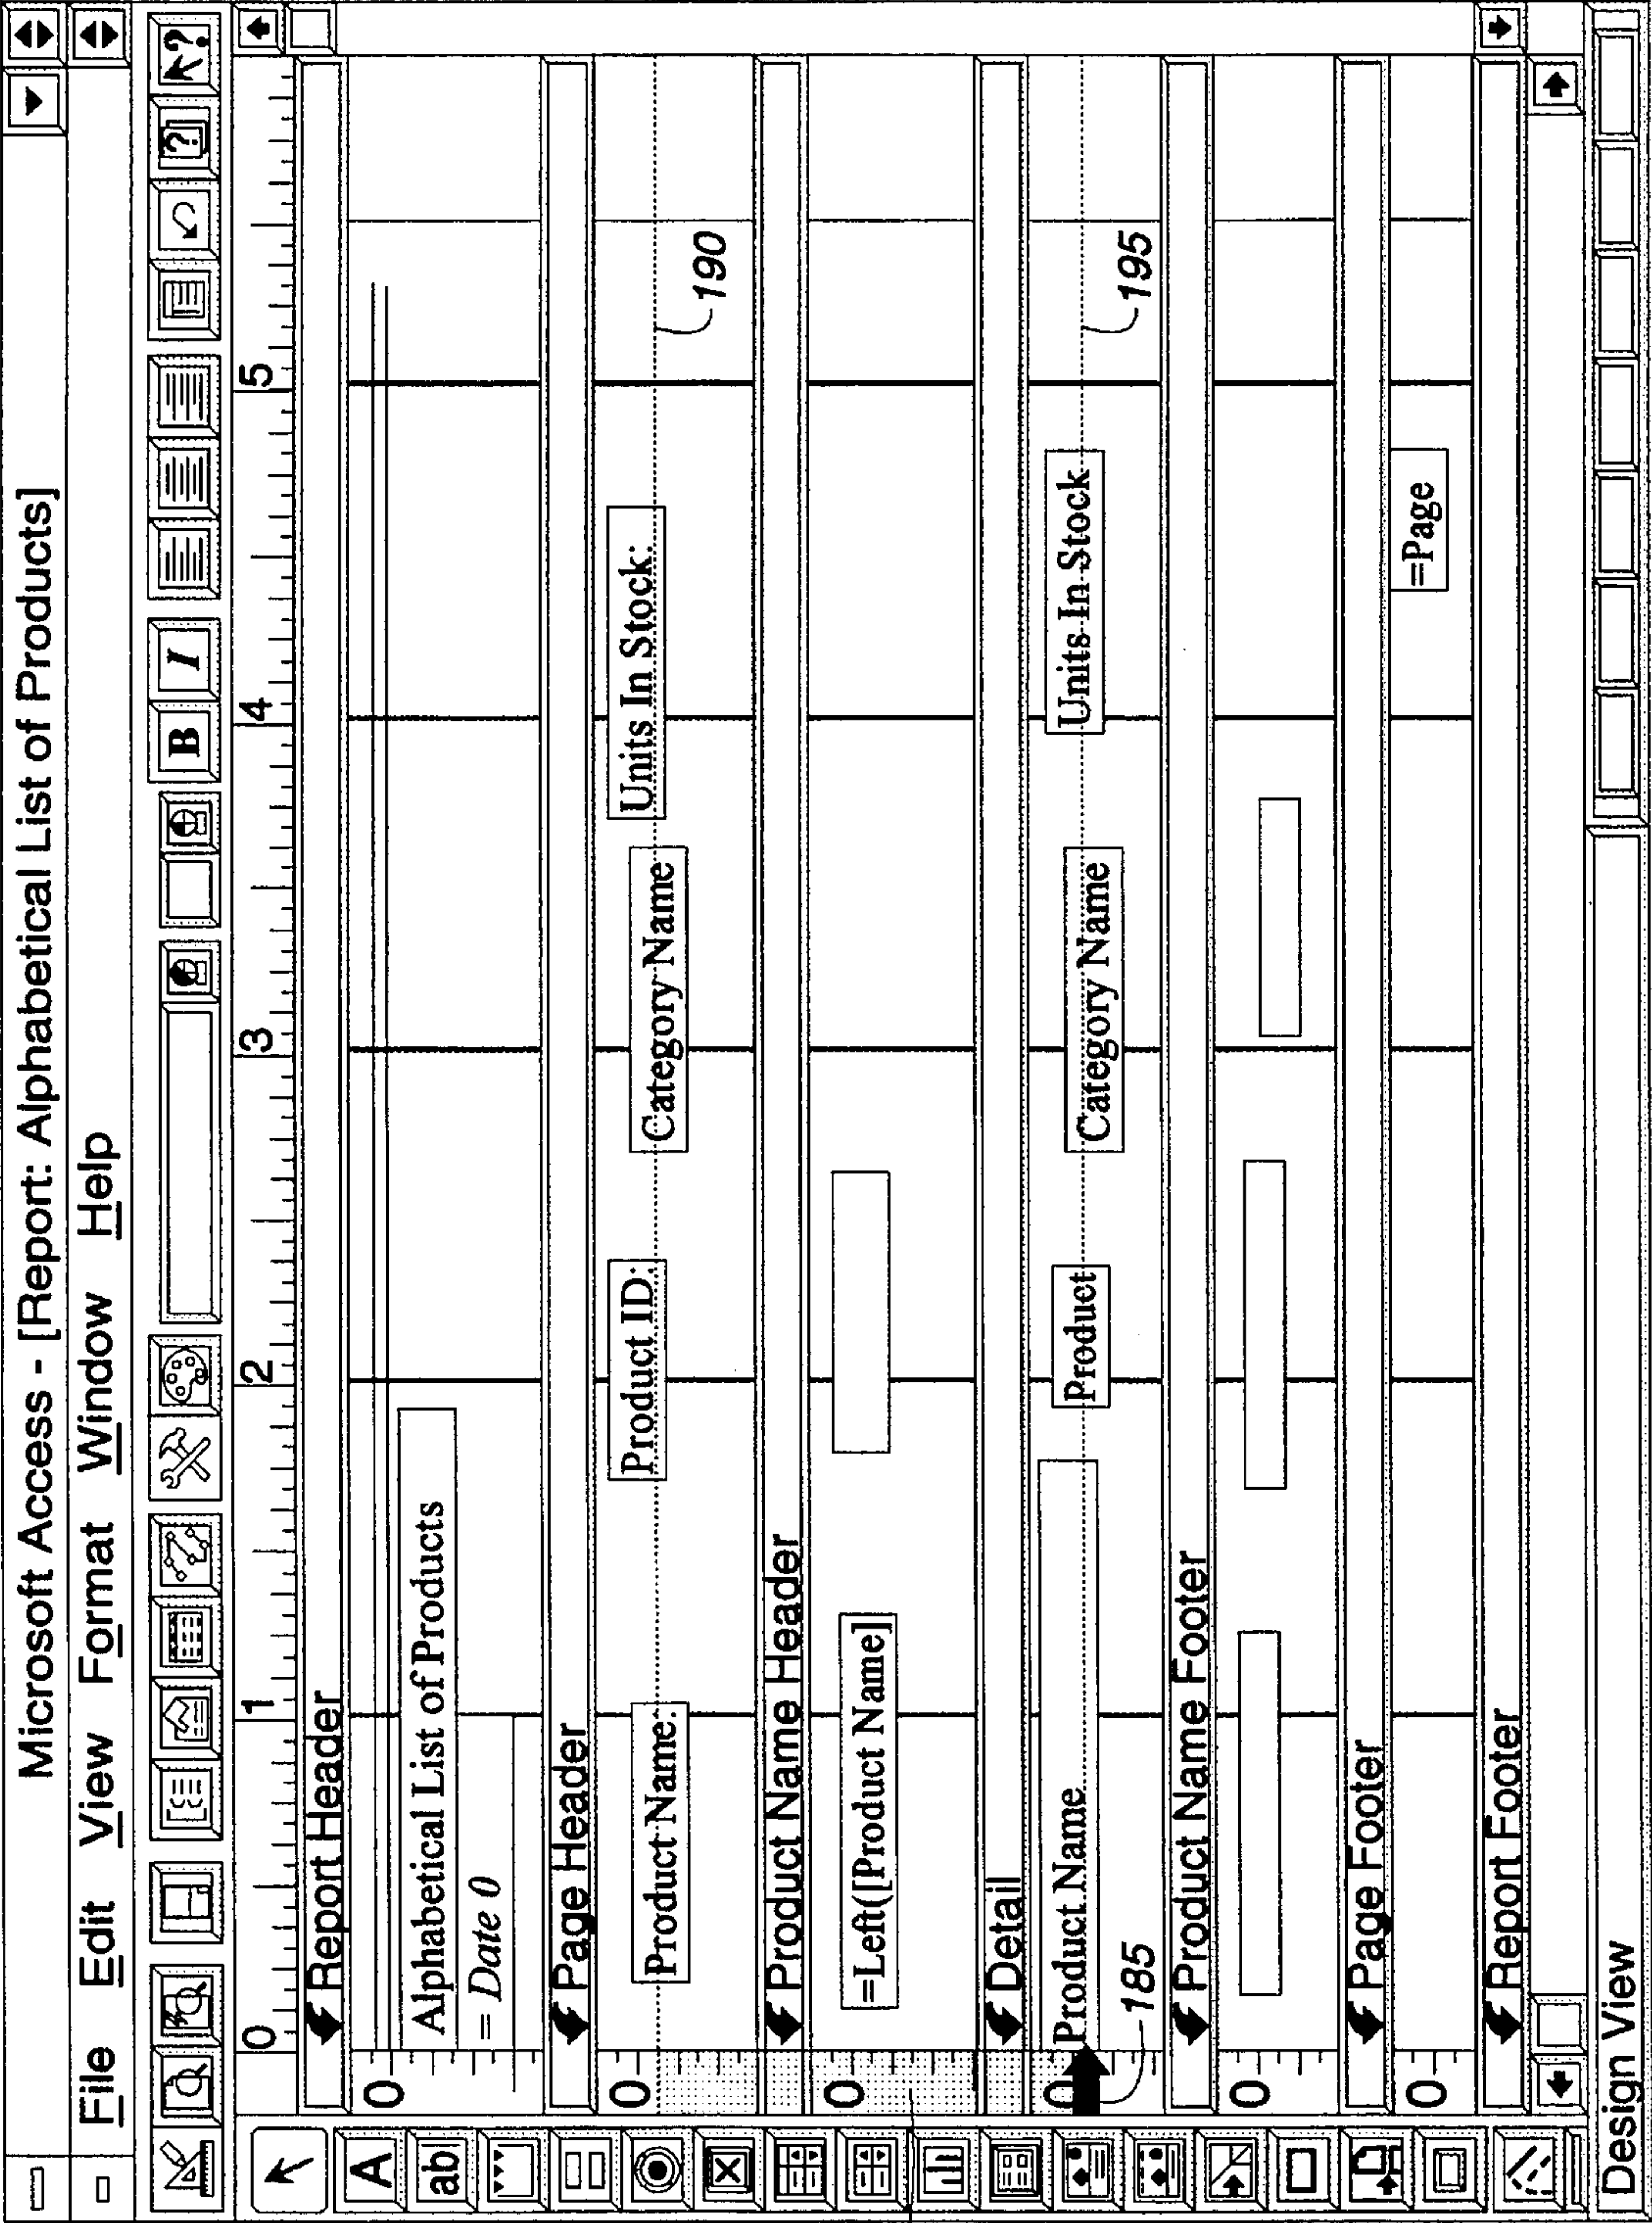 Microsoft Access - [Report: Alphabetical List of Products]
File Edit View Format Window Help
B I
0 1 2 3 4 5
Report Header
0
Alphabetical List of Products
= Date 0
Page Header
0
Product Name: Product ID: Category Name Units In Stock:
190
Product Name Header
0
=Left([Product Name]
Detail
0
Product Name Product Category Name Units In Stock
185 195
Product Name Footer
0
Page Footer
0
=Page
Report Footer
A
ab
Design View